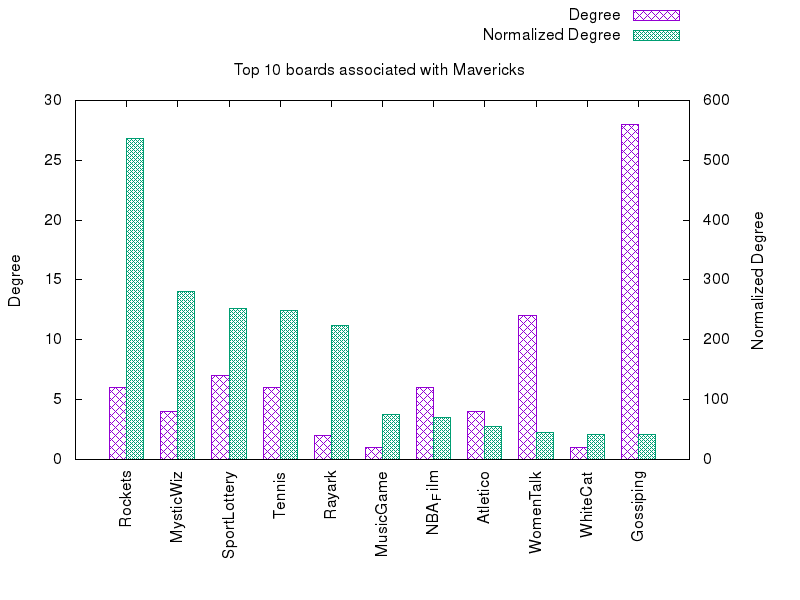 Degree
Normalized Degree
Top 10 boards associated with Mavericks
30
25
20
15
10
5
0
600
500
400
300
200
100
0
Degree
Normalized Degree
Rockets
MysticWiz
SportLottery
Tennis
Rayark
MusicGame
NBAFilm
Atletico
WomenTalk
WhiteCat
Gossiping